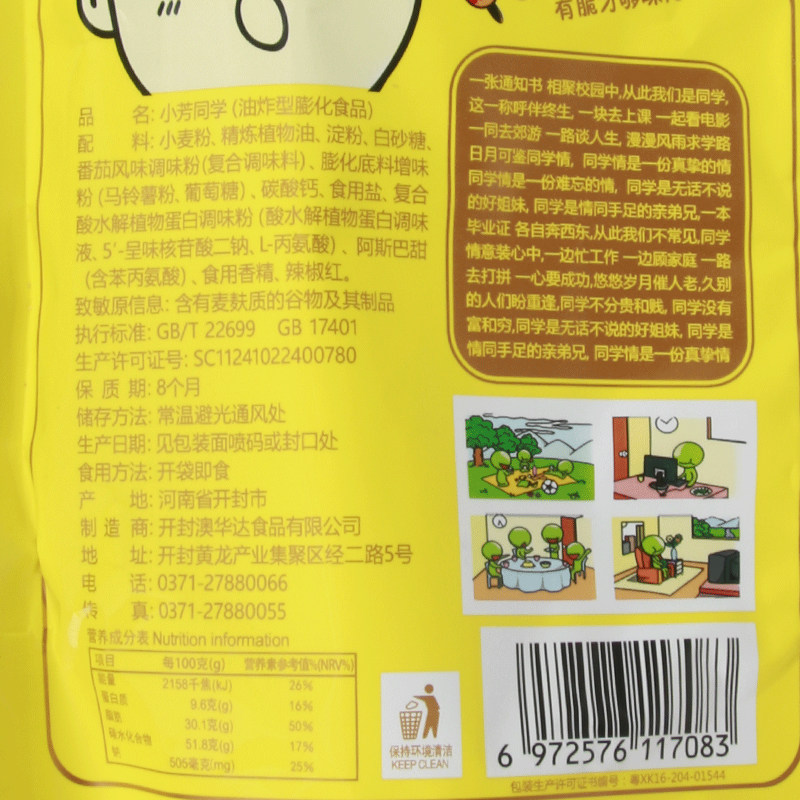 有脆才够味
品 名: 小芳同学 (油炸型膨化食品)
配 料: 小麦粉、精炼植物油、淀粉、白砂糖、
番茄风味调味粉(复合调味料)、膨化底料增味
粉 (马铃薯粉、葡萄糖)、碳酸钙、食用盐、复合
酸水解植物蛋白调味粉 (酸水解植物蛋白调味
液、5'-呈味核苷酸二钠、L-丙氨酸)、阿斯巴甜
(含苯丙氨酸)、食用香精、辣椒红。
致敏原信息: 含有麦麸质的谷物及其制品
执行标准: GB/T 22699 GB 17401
生产许可证号: SC11241022400780
保 质 期: 8个月
储存方法: 常温避光通风处
生产日期: 见包装面喷码或封口处
食用方法: 开袋即食
产 地: 河南省开封市
制 造 商: 开封澳华达食品有限公司
地 址: 开封黄龙产业集聚区经二路5号
电 话: 0371-27880066
传 真: 0371-27880055
营养成分表 Nutrition information
项目 每100克(g) 营养素参考值%(NRV%)
能量 2158千焦(kJ) 26%
蛋白质 9.6克(g) 16%
脂肪 30.1克(g) 50%
碳水化合物 51.8克(g) 17%
钙 505毫克(mg) 25%
一张通知书 相聚校园中,从此我们是同学,
这一称呼伴终生, 一块去上课 一起看电影
一同去郊游 一路谈人生, 漫漫风雨求学路
日月可鉴同学情, 同学情是一份真挚的情
同学情是一份难忘的情, 同学是无话不说
的好姐妹, 同学是情同手足的亲弟兄,一本
毕业证 各自奔西东,从此我们不常见,同学
情意装心中,一边忙工作 一边顾家庭 一路
去打拼 一心要成功,悠悠岁月催人老,久别
的人们盼重逢,同学不分贵和贱, 同学没有
富和穷,同学是无话不说的好姐妹, 同学是
情同手足的亲弟兄, 同学情是一份真挚情
保持环境清洁
KEEP CLEAN
6 972576 117083
包装生产许可证书编号: 粤XK16-204-01544